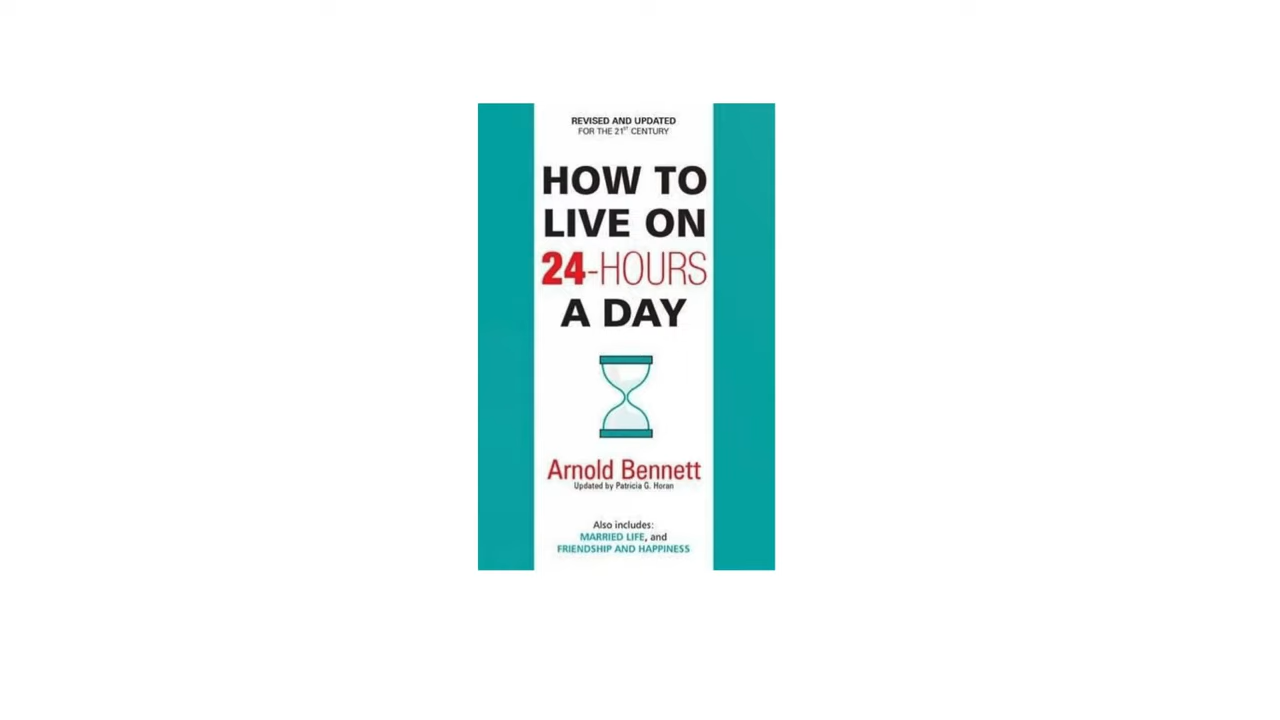 REVISED AND UPDATED
FOR THE 21ST CENTURY
HOW TO
LIVE ON
24-HOURS
A DAY
Arnold Bennett
Updated by Patricia G. Horan
Also includes:
MARRIED LIFE, and
FRIENDSHIP AND HAPPINESS